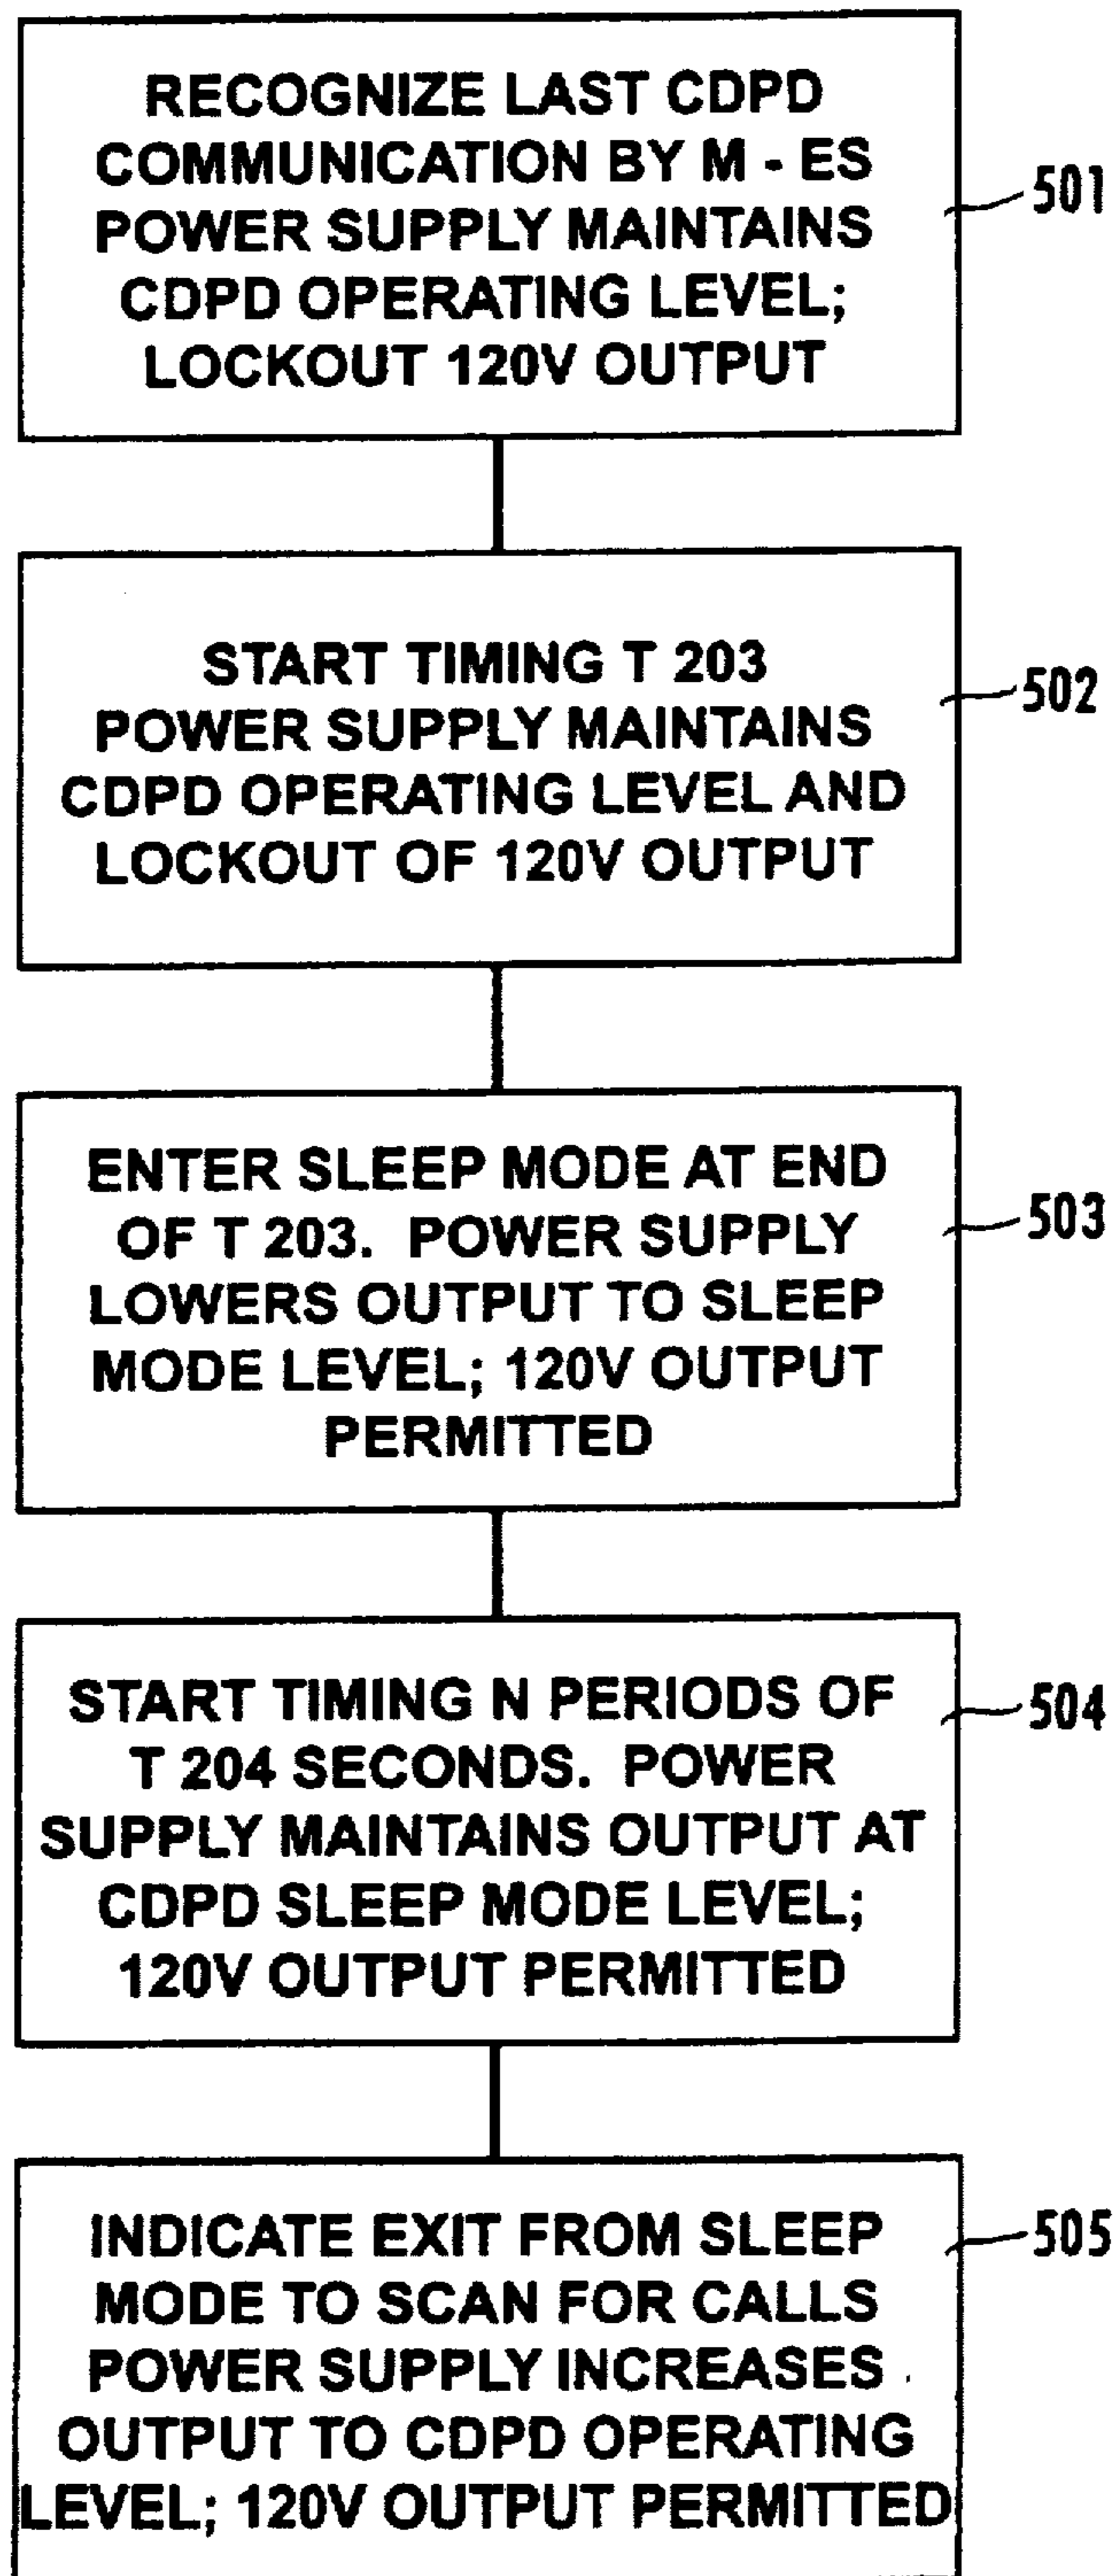 RECOGNIZE LAST CDPD
COMMUNICATION BY M - ES
POWER SUPPLY MAINTAINS
CDPD OPERATING LEVEL;
LOCKOUT 120V OUTPUT
501
START TIMING T 203
POWER SUPPLY MAINTAINS
CDPD OPERATING LEVEL AND
LOCKOUT OF 120V OUTPUT
502
ENTER SLEEP MODE AT END
OF T 203. POWER SUPPLY
LOWERS OUTPUT TO SLEEP
MODE LEVEL; 120V OUTPUT
PERMITTED
503
START TIMING N PERIODS OF
T 204 SECONDS. POWER
SUPPLY MAINTAINS OUTPUT AT
CDPD SLEEP MODE LEVEL;
120V OUTPUT PERMITTED
504
INDICATE EXIT FROM SLEEP
MODE TO SCAN FOR CALLS
POWER SUPPLY INCREASES
OUTPUT TO CDPD OPERATING
LEVEL; 120V OUTPUT PERMITTED
505